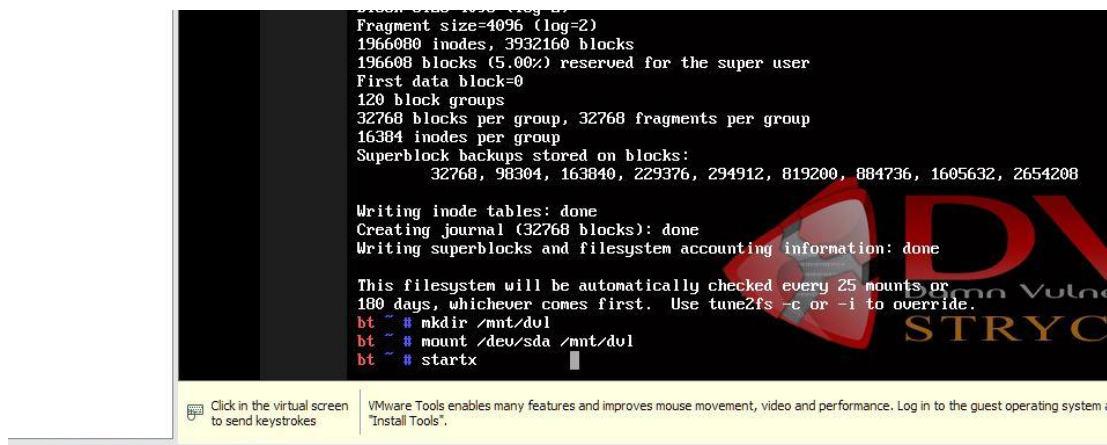 Fragment size=4096 (log=2)
1966080 inodes, 3932160 blocks
196608 blocks (5.00%) reserved for the super user
First data block=0
120 block groups
32768 blocks per group, 32768 fragments per group
16384 inodes per group
Superblock backups stored on blocks:
32768, 98304, 163840, 229376, 294912, 819200, 884736, 1605632, 2654208
Writing inode tables: done
Creating journal (32768 blocks): done
Writing superblocks and filesystem accounting information: done
This filesystem will be automatically checked every 25 mounts or
180 days, whichever comes first. Use tune2fs -c or -i to override.
bt ~ # mkdir /mnt/dvl
bt ~ # mount /dev/sda /mnt/dvl
bt ~ # startx
DV
Damn Vulne
STRYC
Click in the virtual screen
to send keystrokes
VMware Tools enables many features and improves mouse movement, video and performance. Log in to the guest operating system
"Install Tools".